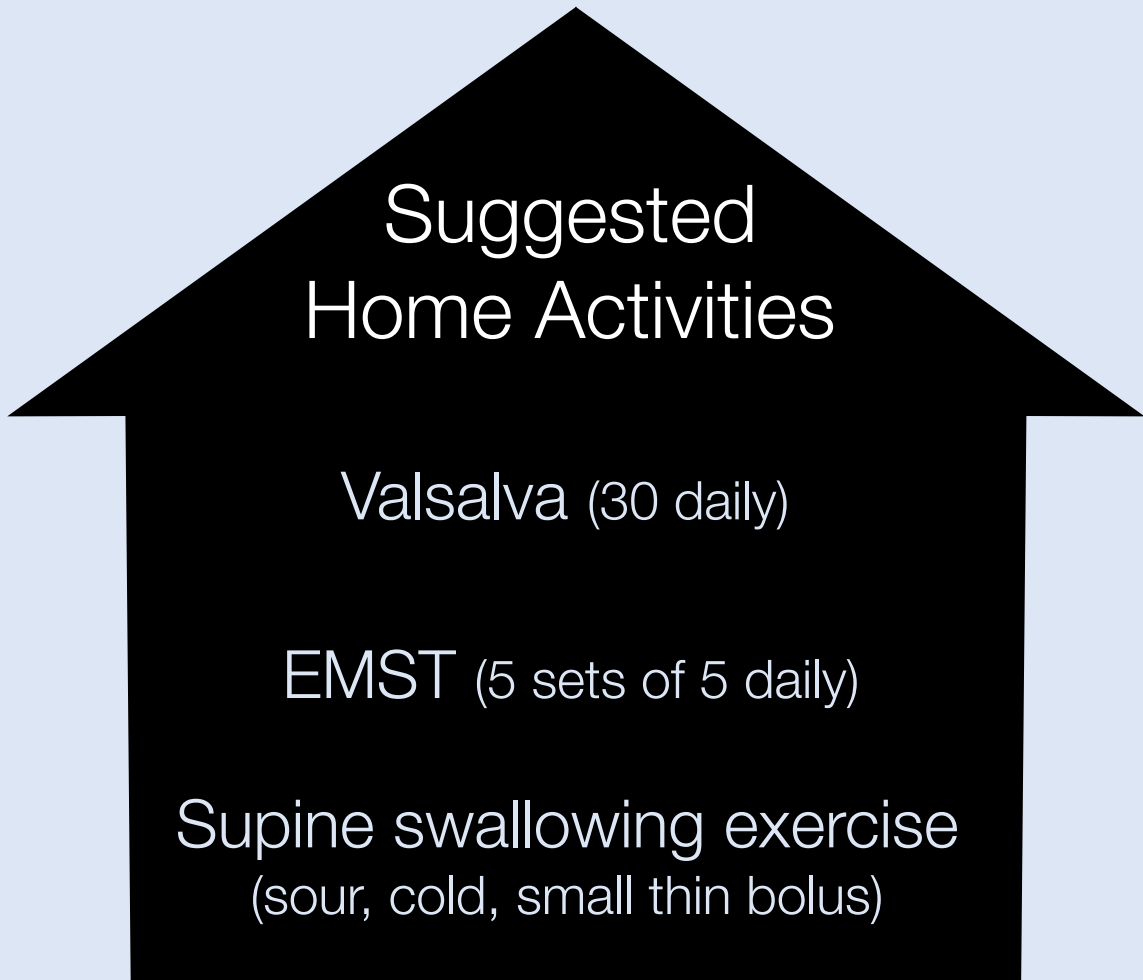 Suggested
Home Activities
Valsalva (30 daily)
EMST (5 sets of 5 daily)
Supine swallowing exercise
(sour, cold, small thin bolus)